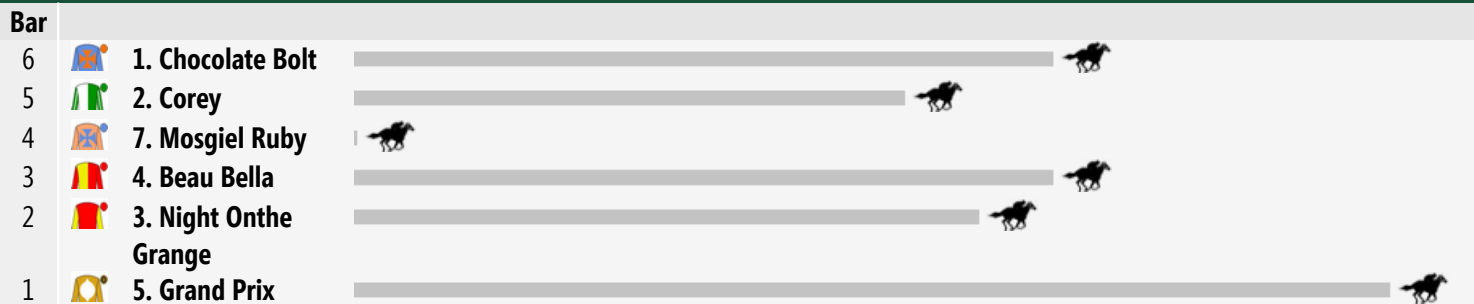 Bar
6 1. Chocolate Bolt
5 2. Corey
4 7. Mosgiel Ruby
3 4. Beau Bella
2 3. Night Onthe
Grange
1 5. Grand Prix